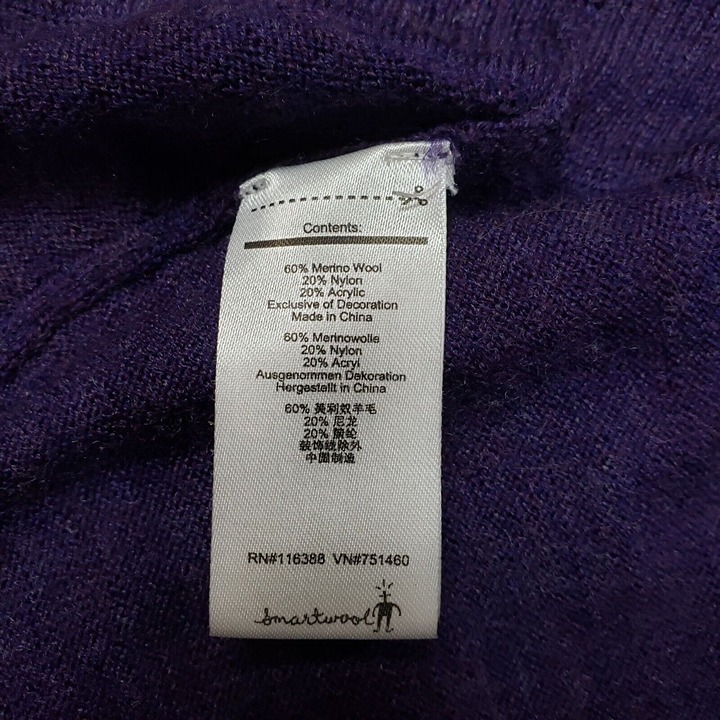 Contents:
60% Merino Wool
20% Nylon
20% Acrylic
Exclusive of Decoration
Made in China
60% Merinowolle
20% Nylon
20% Acryl
Ausgenommen Dekoration
Hergestellt in China
60% 美利奴羊毛
20% 尼龙
20% 腈纶
装饰线除外
中国制造
RN#116388 VN#751460
smartwool